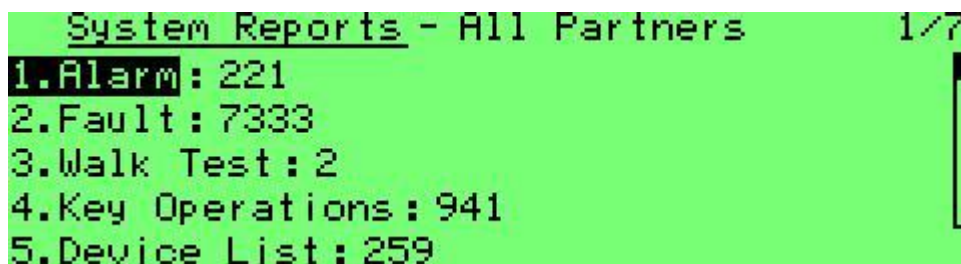 System Reports - All Partners 1/7
1.Alarm: 221
2.Fault: 7333
3.Walk Test: 2
4.Key Operations: 941
5.Device List: 259